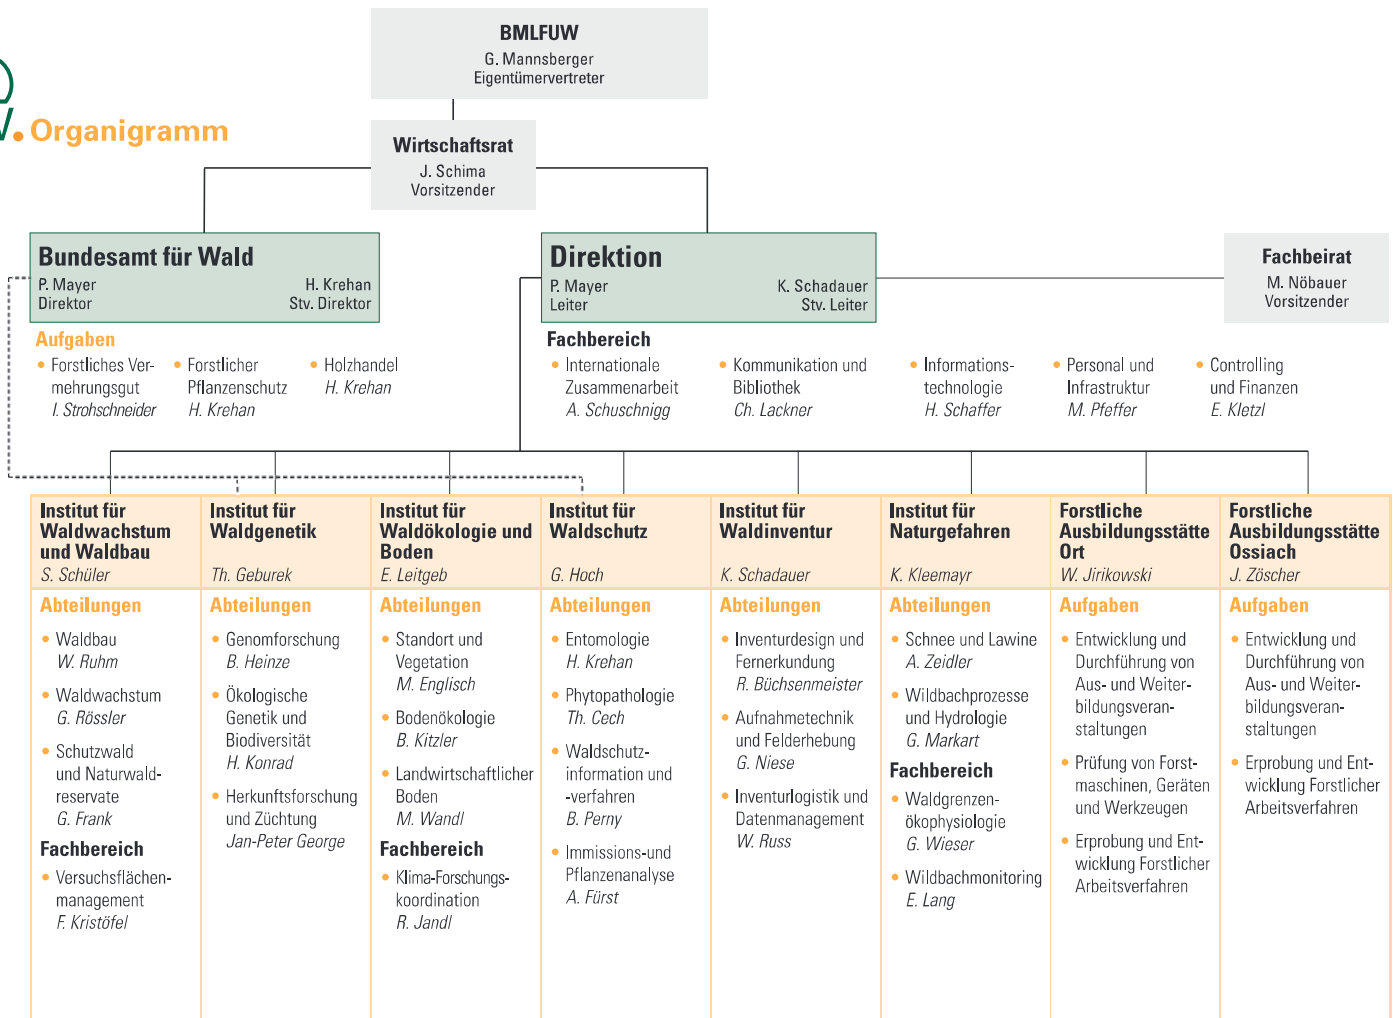 BMLFUW
G. Mannsberger
Eigentümervertreter
Organigramm
Wirtschaftsrat
J. Schima
Vorsitzender
Bundesamt für Wald
P. Mayer
Direktor
H. Krehan
Stv. Direktor
Direktion
P. Mayer
Leiter
K. Schadauer
Stv. Leiter
Fachbeirat
M. Nöbauer
Vorsitzender
Aufgaben
• Forstliches Ver-
mehrungsgut
I. Strohschneider
• Forstlicher
Pflanzenschutz
H. Krehan
• Holzhandel
H. Krehan
Fachbereich
• Internationale
Zusammenarbeit
A. Schuschnigg
• Kommunikation und
Bibliothek
Ch. Lackner
• Informations-
technologie
H. Schaffer
• Personal und
Infrastruktur
M. Pfeffer
• Controlling
und Finanzen
E. Kletzl
Institut für
Waldwachstum
und Waldbau
S. Schüler
Abteilungen
• Waldbau
W. Ruhm
• Waldwachstum
G. Rössler
• Schutzwald
und Naturwald-
reservate
G. Frank
Fachbereich
• Versuchsflächen-
management
F. Kristöfel
Institut für
Waldgenetik
Th. Geburek
Abteilungen
• Genomforschung
B. Heinze
• Ökologische
Genetik und
Biodiversität
H. Konrad
• Herkunftsforschung
und Züchtung
Jan-Peter George
Institut für
Waldökologie und
Boden
E. Leitgeb
Abteilungen
• Standort und
Vegetation
M. Englisch
• Bodenökologie
B. Kitzler
• Landwirtschaftlicher
Boden
M. Wandl
Fachbereich
• Klima-Forschungs-
koordination
R. Jandl
Institut für
Waldschutz
G. Hoch
Abteilungen
• Entomologie
H. Krehan
• Phytopathologie
Th. Cech
• Waldschutz-
information und
-verfahren
B. Perny
• Immissions-und
Pflanzenanalyse
A. Fürst
Institut für
Waldinventur
K. Schadauer
Abteilungen
• Inventurdesign und
Fernerkundung
R. Büchsenmeister
• Aufnahmetechnik
und Felderhebung
G. Niese
• Inventurlogistik und
Datenmanagement
W. Russ
Institut für
Naturgefahren
K. Kleemayr
Abteilungen
• Schnee und Lawine
A. Zeidler
• Wildbachprozesse
und Hydrologie
G. Markart
Fachbereich
• Waldgrenzen-
ökophysiologie
G. Wieser
• Wildbachmonitoring
E. Lang
Forstliche
Ausbildungsstätte
Ort
W. Jirikowski
Aufgaben
• Entwicklung und
Durchführung von
Aus- und Weiter-
bildungsveran-
staltungen
• Prüfung von Forst-
maschinen, Geräten
und Werkzeugen
• Erprobung und Ent-
wicklung Forstlicher
Arbeitsverfahren
Forstliche
Ausbildungsstätte
Ossiach
J. Zöscher
Aufgaben
• Entwicklung und
Durchführung von
Aus- und Weiter-
bildungsveran-
staltungen
• Erprobung und Ent-
wicklung Forstlicher
Arbeitsverfahren